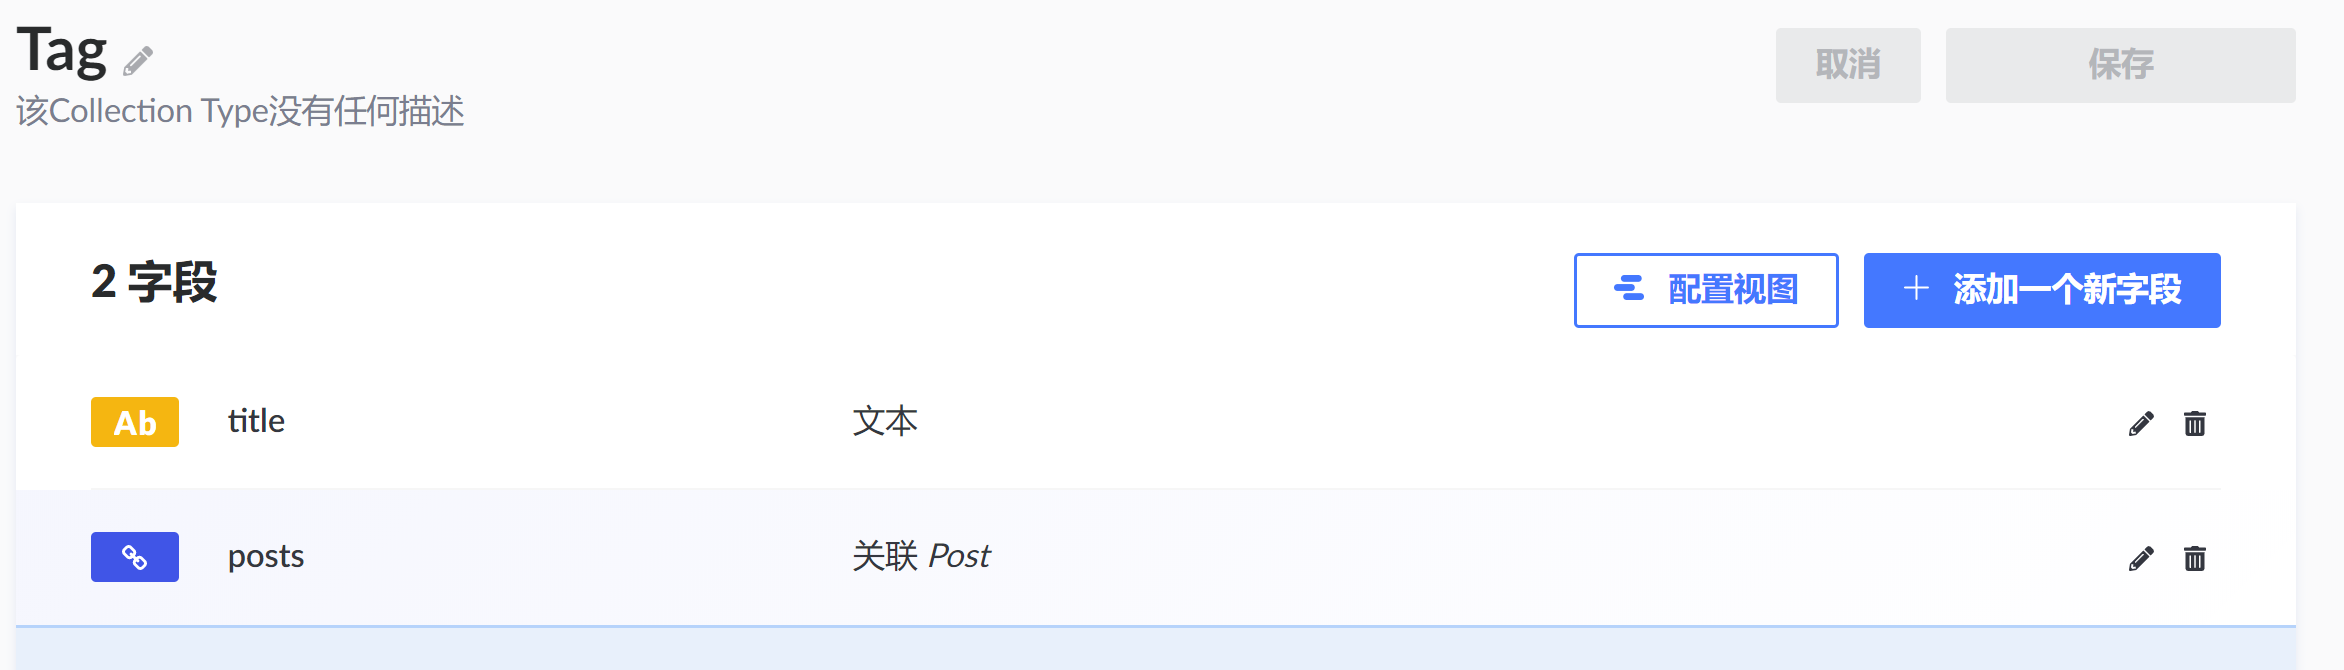 Tag
取消
保存
该Collection Type没有任何描述
2 字段
配置视图
添加一个新字段
Ab title 文本
posts 关联 Post